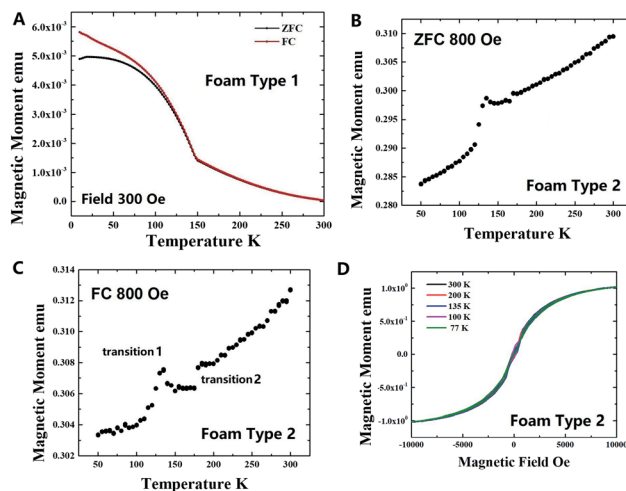 A
ZFC
FC
Foam Type 1
Field 300 Oe
Magnetic Moment emu
6.0x10⁻³
5.0x10⁻³
4.0x10⁻³
3.0x10⁻³
2.0x10⁻³
1.0x10⁻³
0.0
0 50 100 150 200 250 300
Temperature K
B
ZFC 800 Oe
Foam Type 2
Magnetic Moment emu
0.310
0.305
0.300
0.295
0.290
0.285
0.280
50 100 150 200 250 300
Temperature K
C
FC 800 Oe
transition 1
transition 2
Foam Type 2
Magnetic Moment emu
0.314
0.312
0.310
0.308
0.306
0.304
0.302
50 100 150 200 250 300
Temperature K
D
300 K
200 K
135 K
100 K
77 K
Foam Type 2
Magnetic Moment emu
1.0x10⁰
5.0x10⁻¹
0.0
-5.0x10⁻¹
-1.0x10⁰
-10000 -5000 0 5000 10000
Magnetic Field Oe